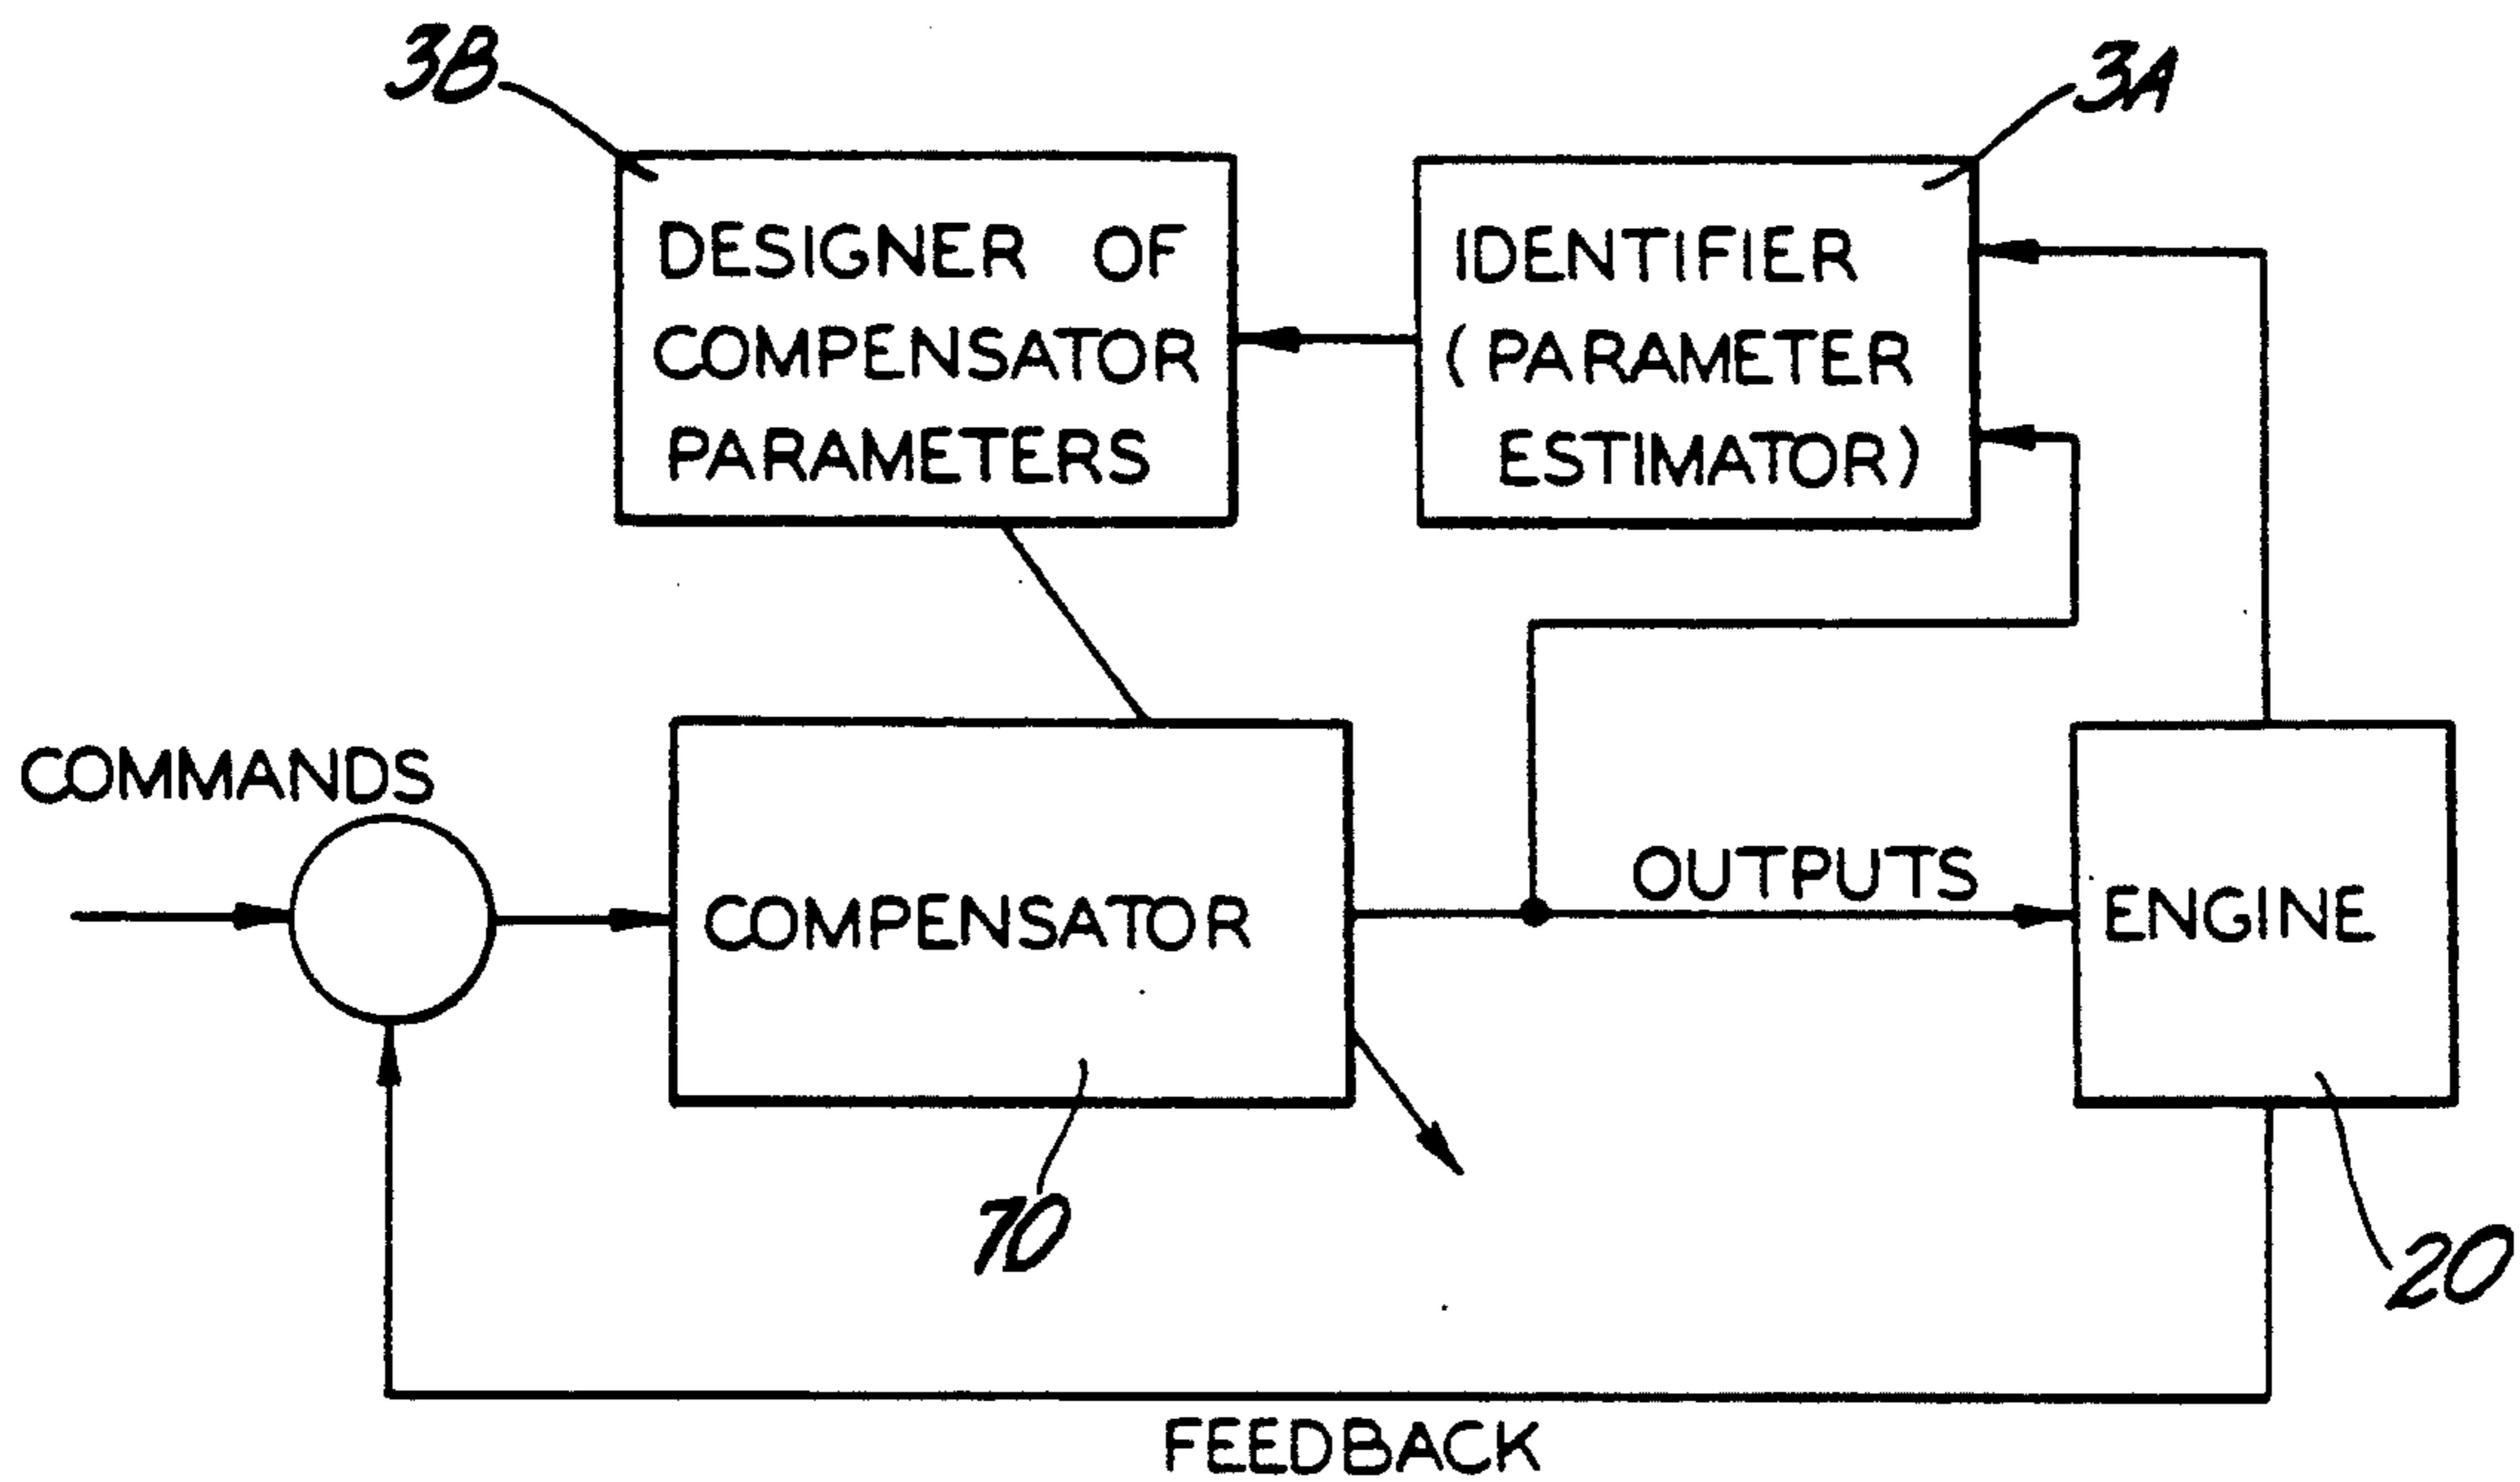 3B
3A
DESIGNER OF
COMPENSATOR
PARAMETERS
IDENTIFIER
(PARAMETER
ESTIMATOR)
COMMANDS
COMPENSATOR
OUTPUTS
ENGINE
70
20
FEEDBACK